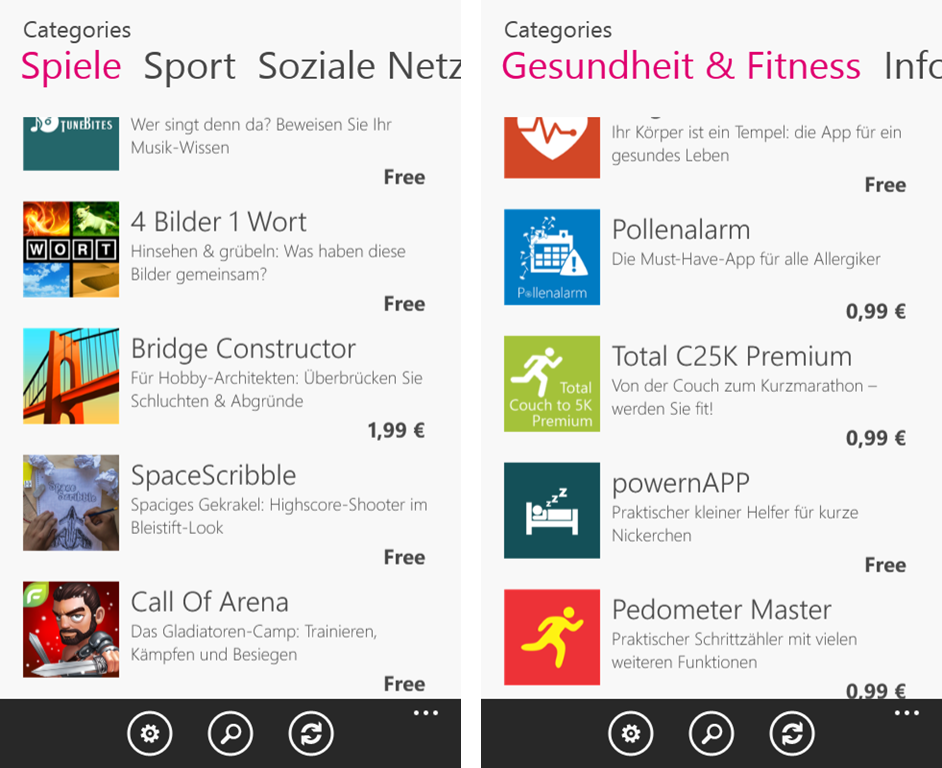 Categories
Spiele Sport Soziale Netz
TUNEBITES
Wer singt denn da? Beweisen Sie Ihr
Musik-Wissen
Free
WORT
4 Bilder 1 Wort
Hinsehen & grübeln: Was haben diese
Bilder gemeinsam?
Free
Bridge Constructor
Für Hobby-Architekten: Überbrücken Sie
Schluchten & Abgründe
1,99 €
Space
Scribble
SpaceScribble
Spaciges Gekrakel: Highscore-Shooter im
Bleistift-Look
Free
Call Of Arena
Das Gladiatoren-Camp: Trainieren,
Kämpfen und Besiegen
Free
Categories
Gesundheit & Fitness Info
Ihr Körper ist ein Tempel: die App für ein
gesundes Leben
Free
Pollenalarm
Pollenalarm
Die Must-Have-App für alle Allergiker
0,99 €
Total
Couch to 5K
Premium
Total C25K Premium
Von der Couch zum Kurzmarathon –
werden Sie fit!
0,99 €
zzz
powernAPP
Praktischer kleiner Helfer für kurze
Nickerchen
Free
Pedometer Master
Praktischer Schrittzähler mit vielen
weiteren Funktionen
0,99 €